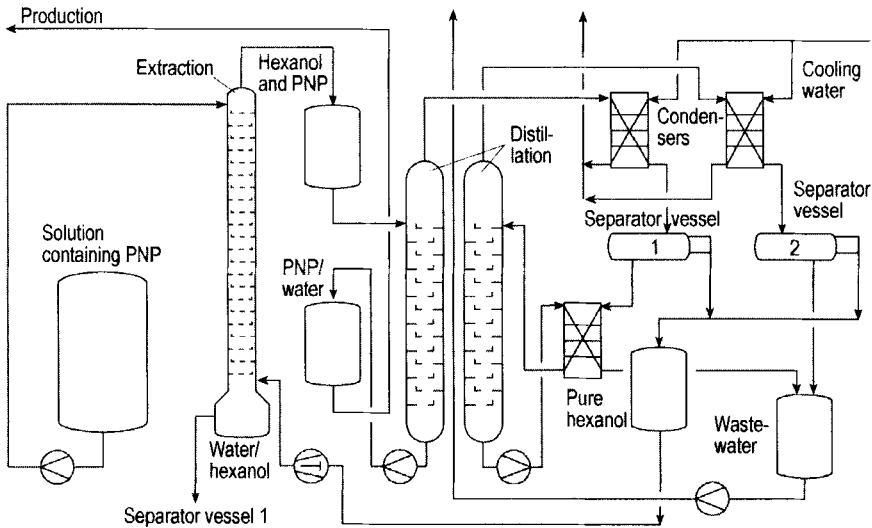 Production
Extraction
Hexanol
and PNP
Cooling
water
Conden-
sers
Distil-
lation
Separator
vessel
Separator vessel
1
2
Solution
containing PNP
PNP/
water
Pure
hexanol
Waste-
water
Water/
hexanol
Separator vessel 1